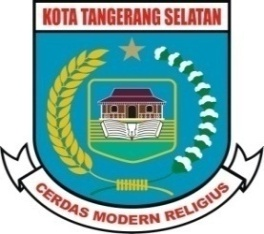 KOTA TANGERANG SELATAN
CERDAS MODERN RELIGIUS